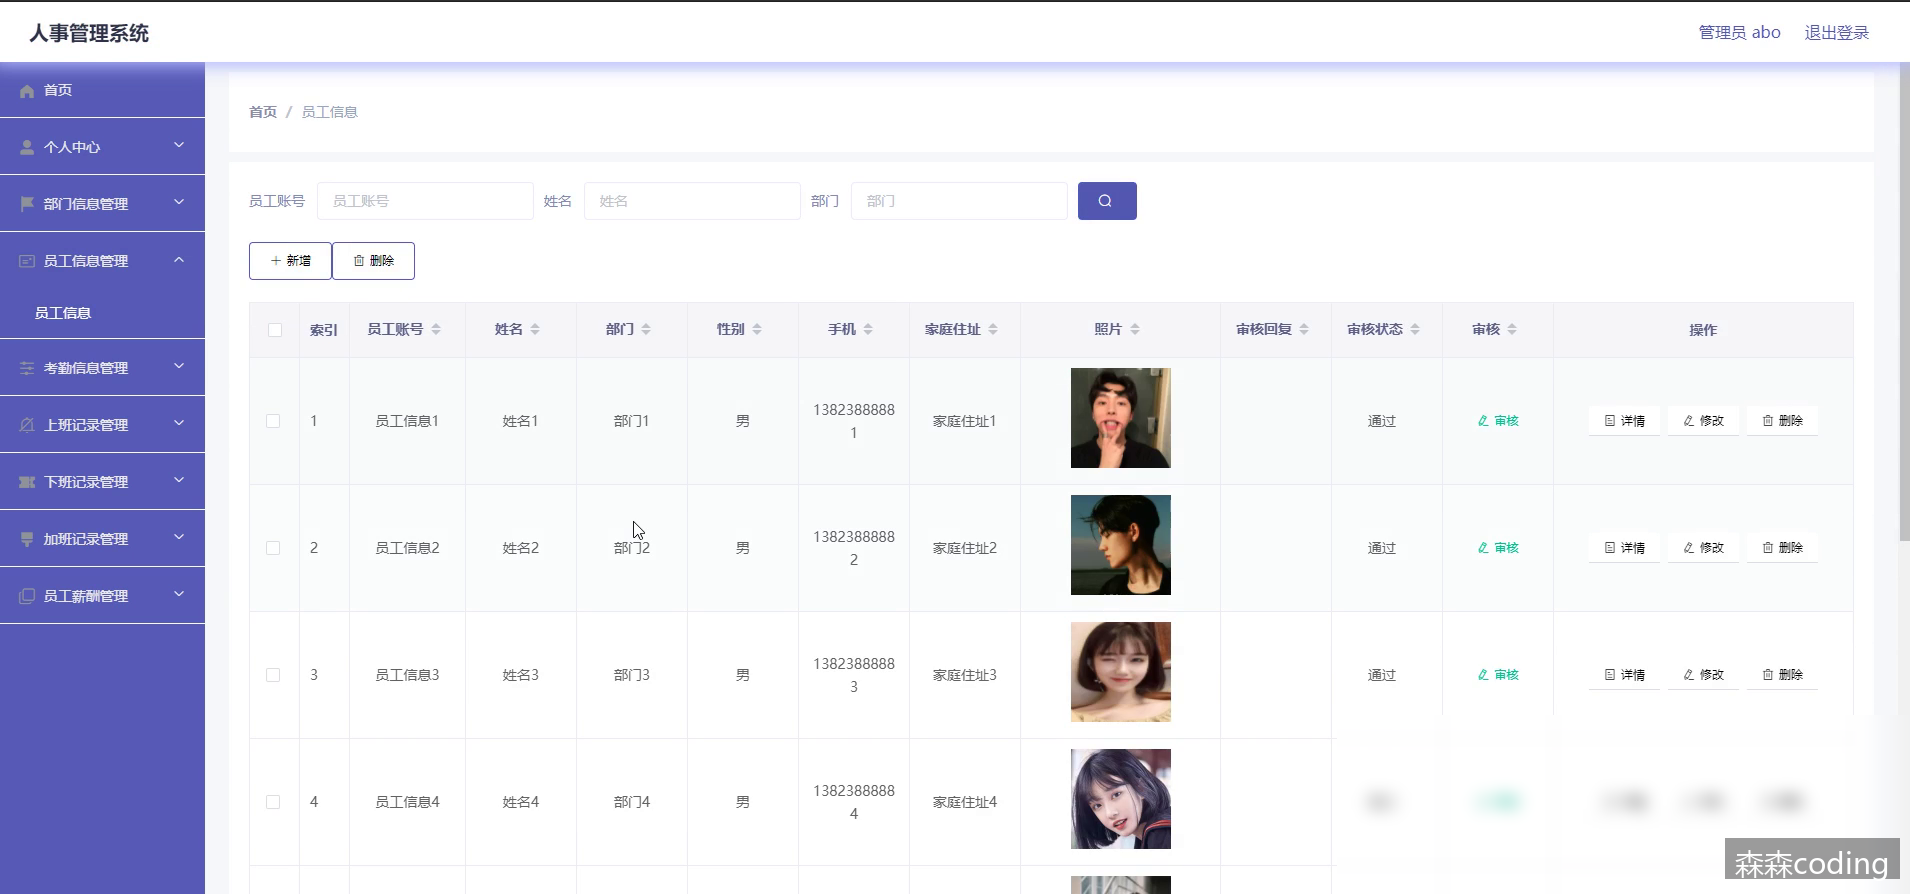 人事管理系统
管理员 abo 退出登录
首页
个人中心
部门信息管理
员工信息管理
员工信息
考勤信息管理
上班记录管理
下班记录管理
加班记录管理
员工薪酬管理
首页 / 员工信息
员工账号 员工账号 姓名 姓名 部门 部门
新增 删除
索引 员工账号 姓名 部门 性别 手机 家庭住址 照片 审核回复 审核状态 审核 操作
1 员工信息1 姓名1 部门1 男 13823888881 家庭住址1 通过 审核 详情 修改 删除
2 员工信息2 姓名2 部门2 男 13823888882 家庭住址2 通过 审核 详情 修改 删除
3 员工信息3 姓名3 部门3 男 13823888883 家庭住址3 通过 审核 详情 修改 删除
4 员工信息4 姓名4 部门4 男 13823888884 家庭住址4
森森coding